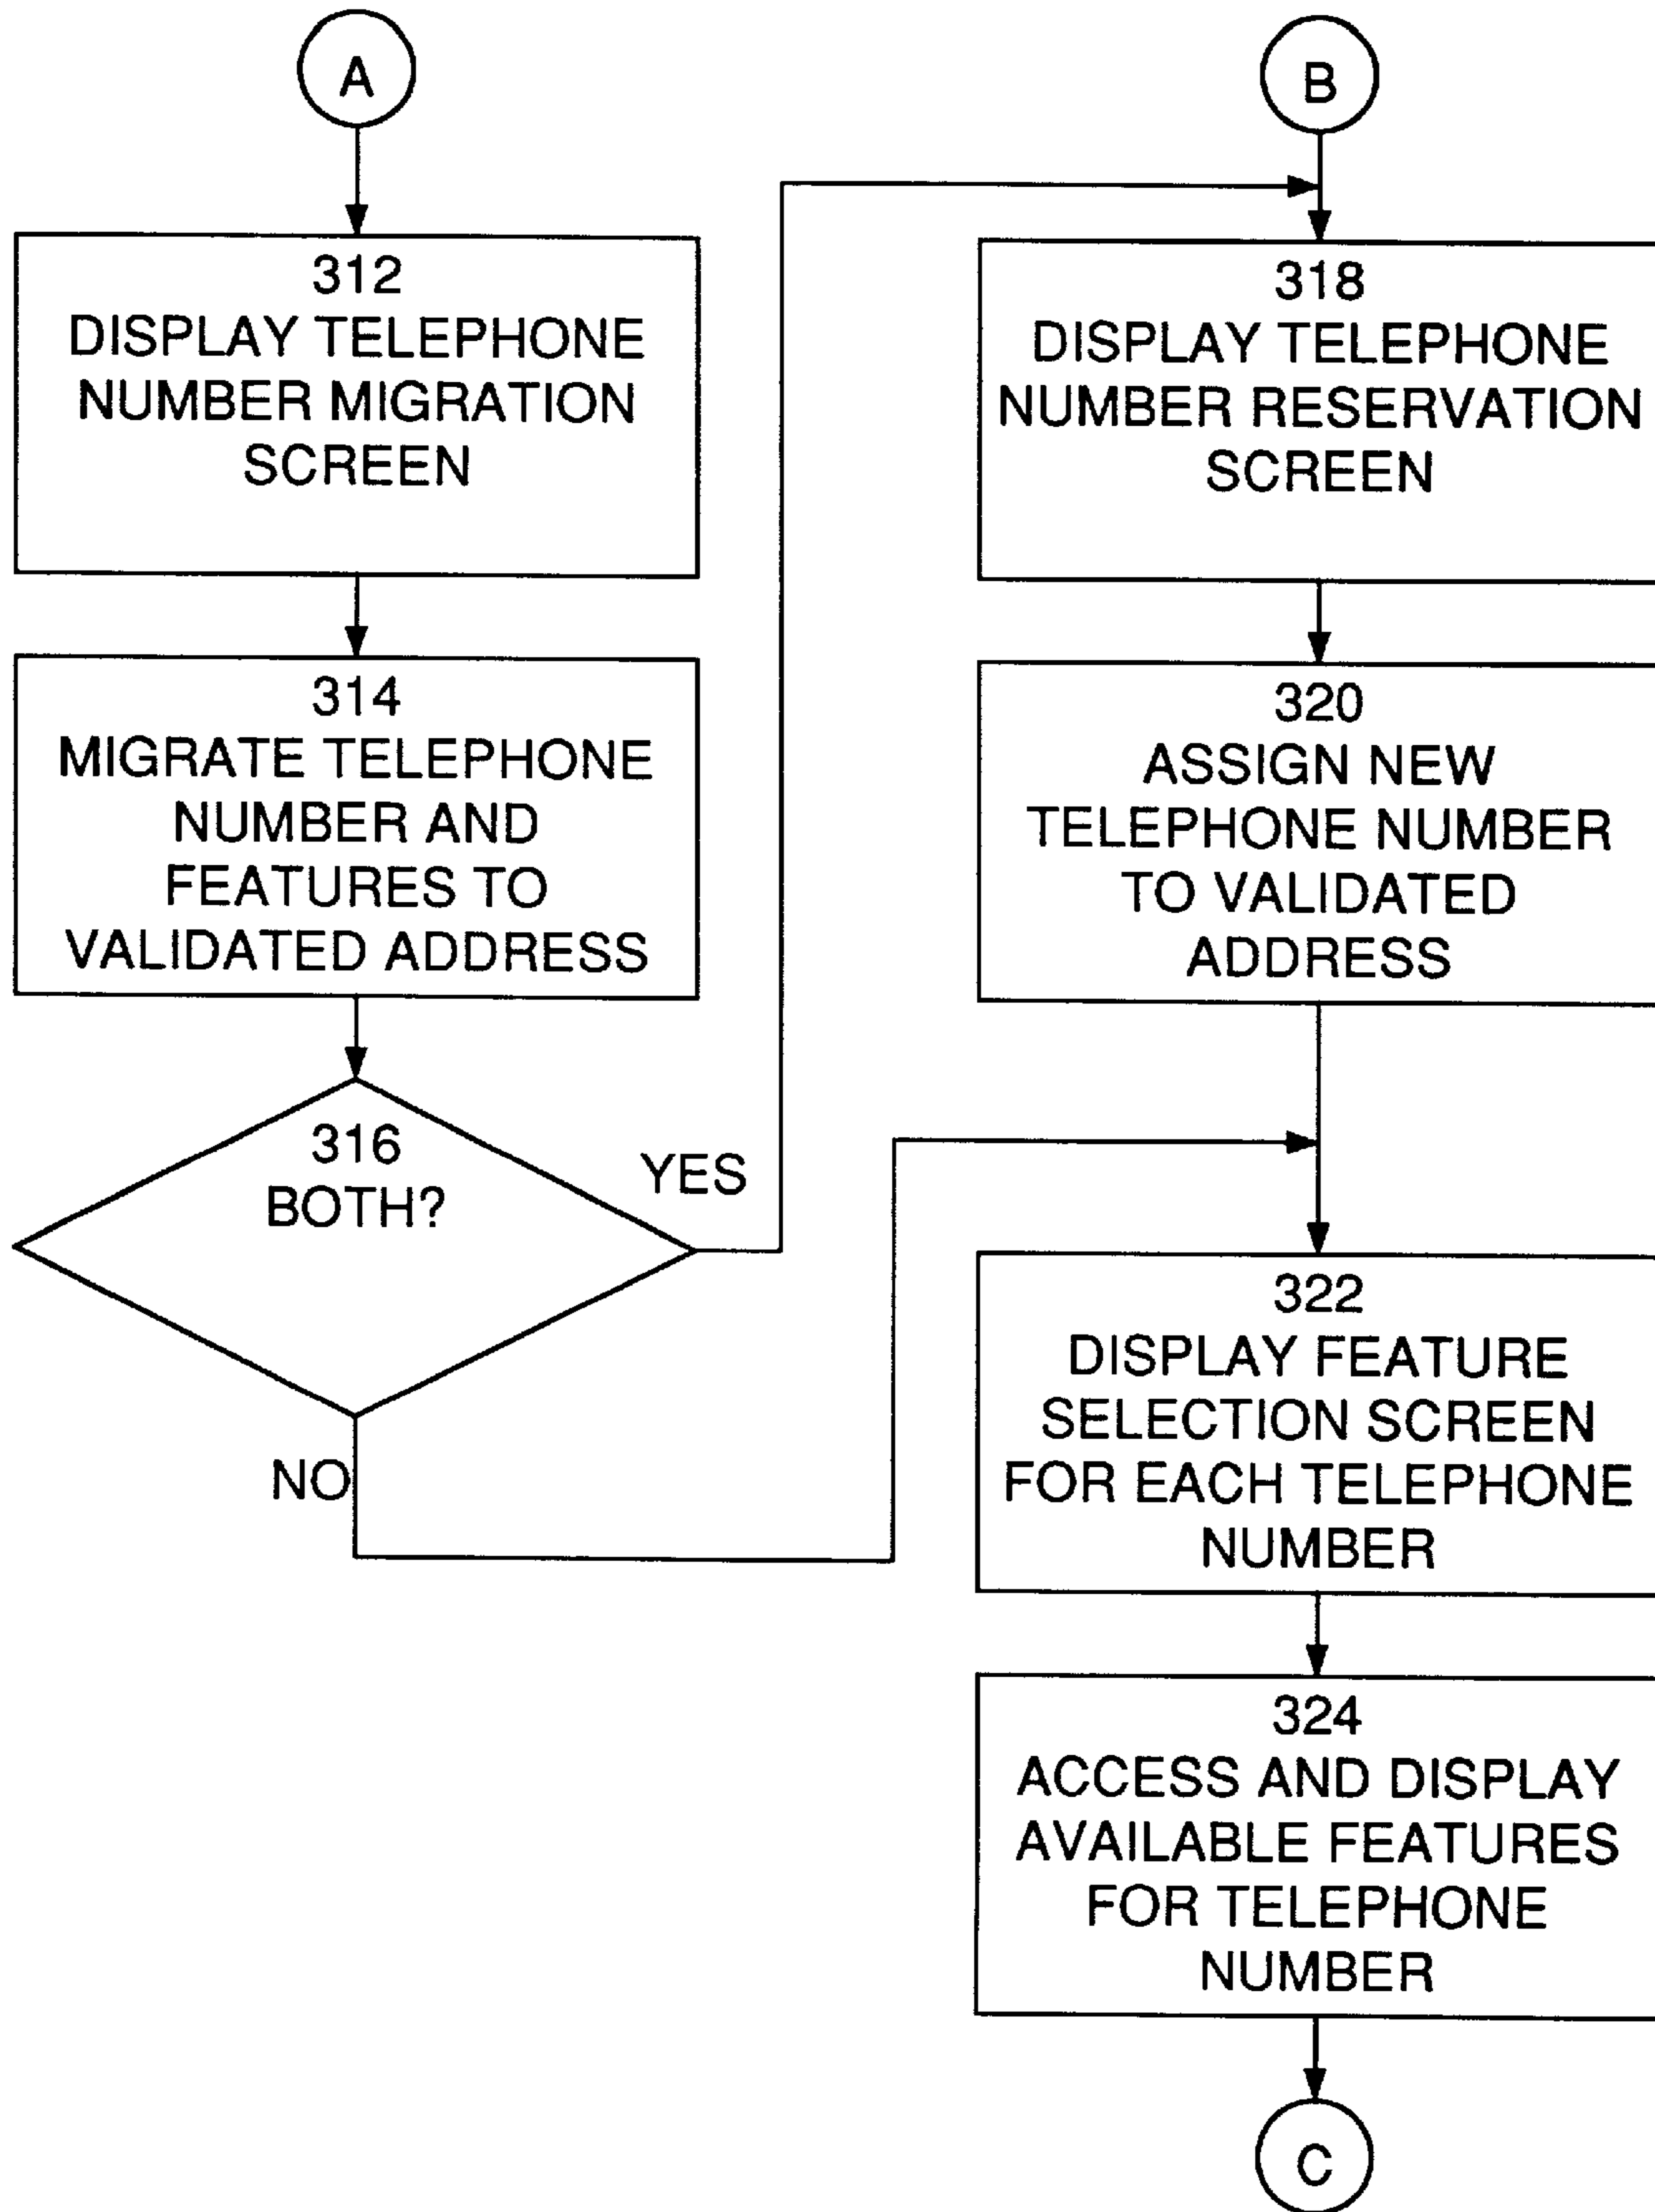 A
312
DISPLAY TELEPHONE
NUMBER MIGRATION
SCREEN
314
MIGRATE TELEPHONE
NUMBER AND
FEATURES TO
VALIDATED ADDRESS
316
BOTH?
YES
NO
B
318
DISPLAY TELEPHONE
NUMBER RESERVATION
SCREEN
320
ASSIGN NEW
TELEPHONE NUMBER
TO VALIDATED
ADDRESS
322
DISPLAY FEATURE
SELECTION SCREEN
FOR EACH TELEPHONE
NUMBER
324
ACCESS AND DISPLAY
AVAILABLE FEATURES
FOR TELEPHONE
NUMBER
C